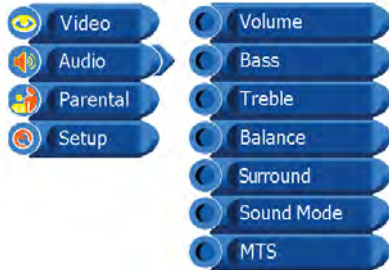 Video
Audio
Parental
Setup
Volume
Bass
Treble
Balance
Surround
Sound Mode
MTS